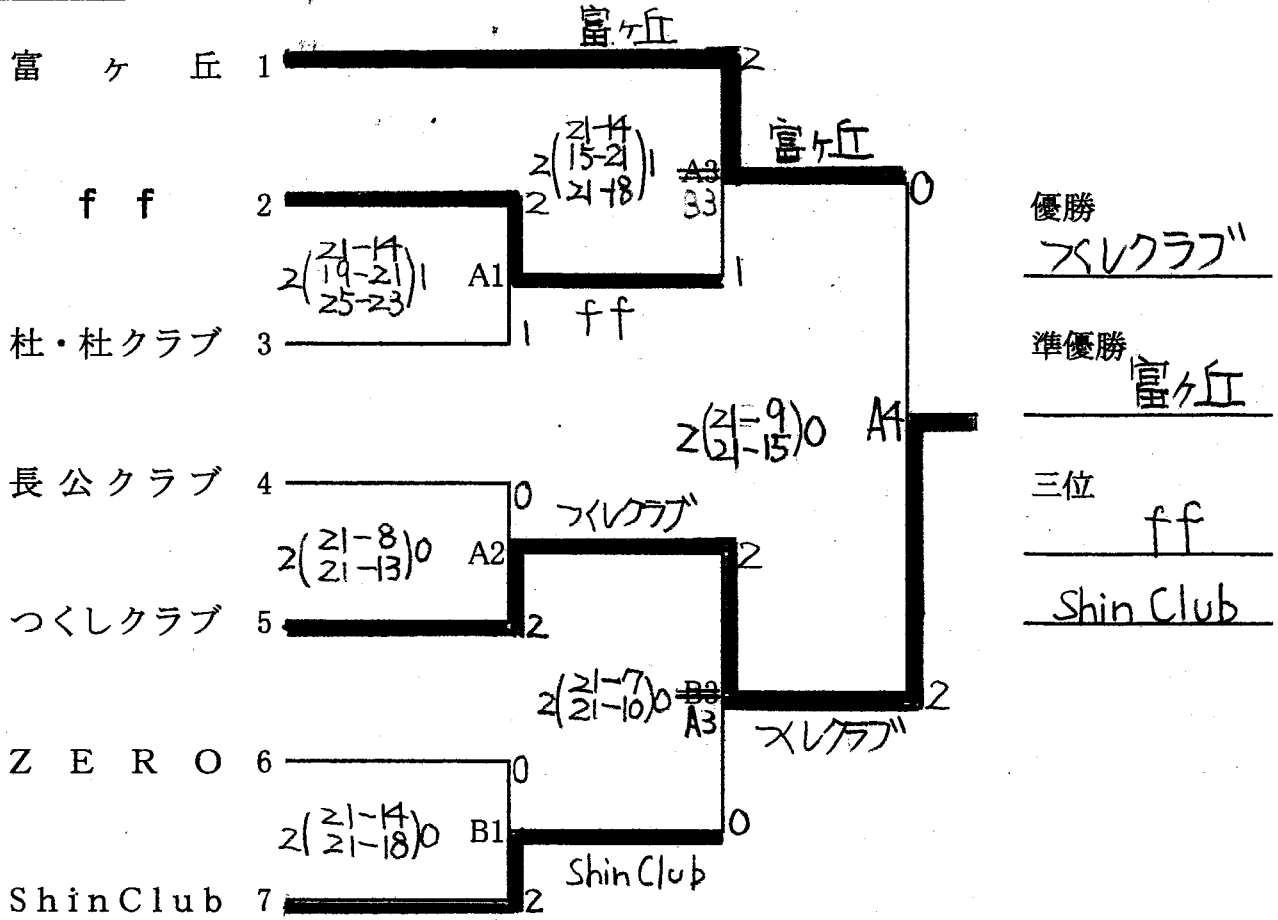 富ヶ丘
富ヶ丘 1
2
21-14
15-21
21-18
2( )1
富ヶ丘
A3
B3
0
ff 2
2
21-14
19-21
25-23
2( )1
A1
1
ff
杜・杜クラブ 3
1
優勝
つくしクラブ
準優勝
富ヶ丘
三位
ff
Shin Club
21-9
21-15
2( )0
A4
長公クラブ 4
0
つくしクラブ
21-8
21-13
2( )0
A2
2
つくしクラブ 5
2
21-7
21-10
2( )0
B3
A3
2
つくしクラブ
ZERO 6
0
21-14
21-18
2( )0
B1
0
Shin Club
ShinClub 7
2